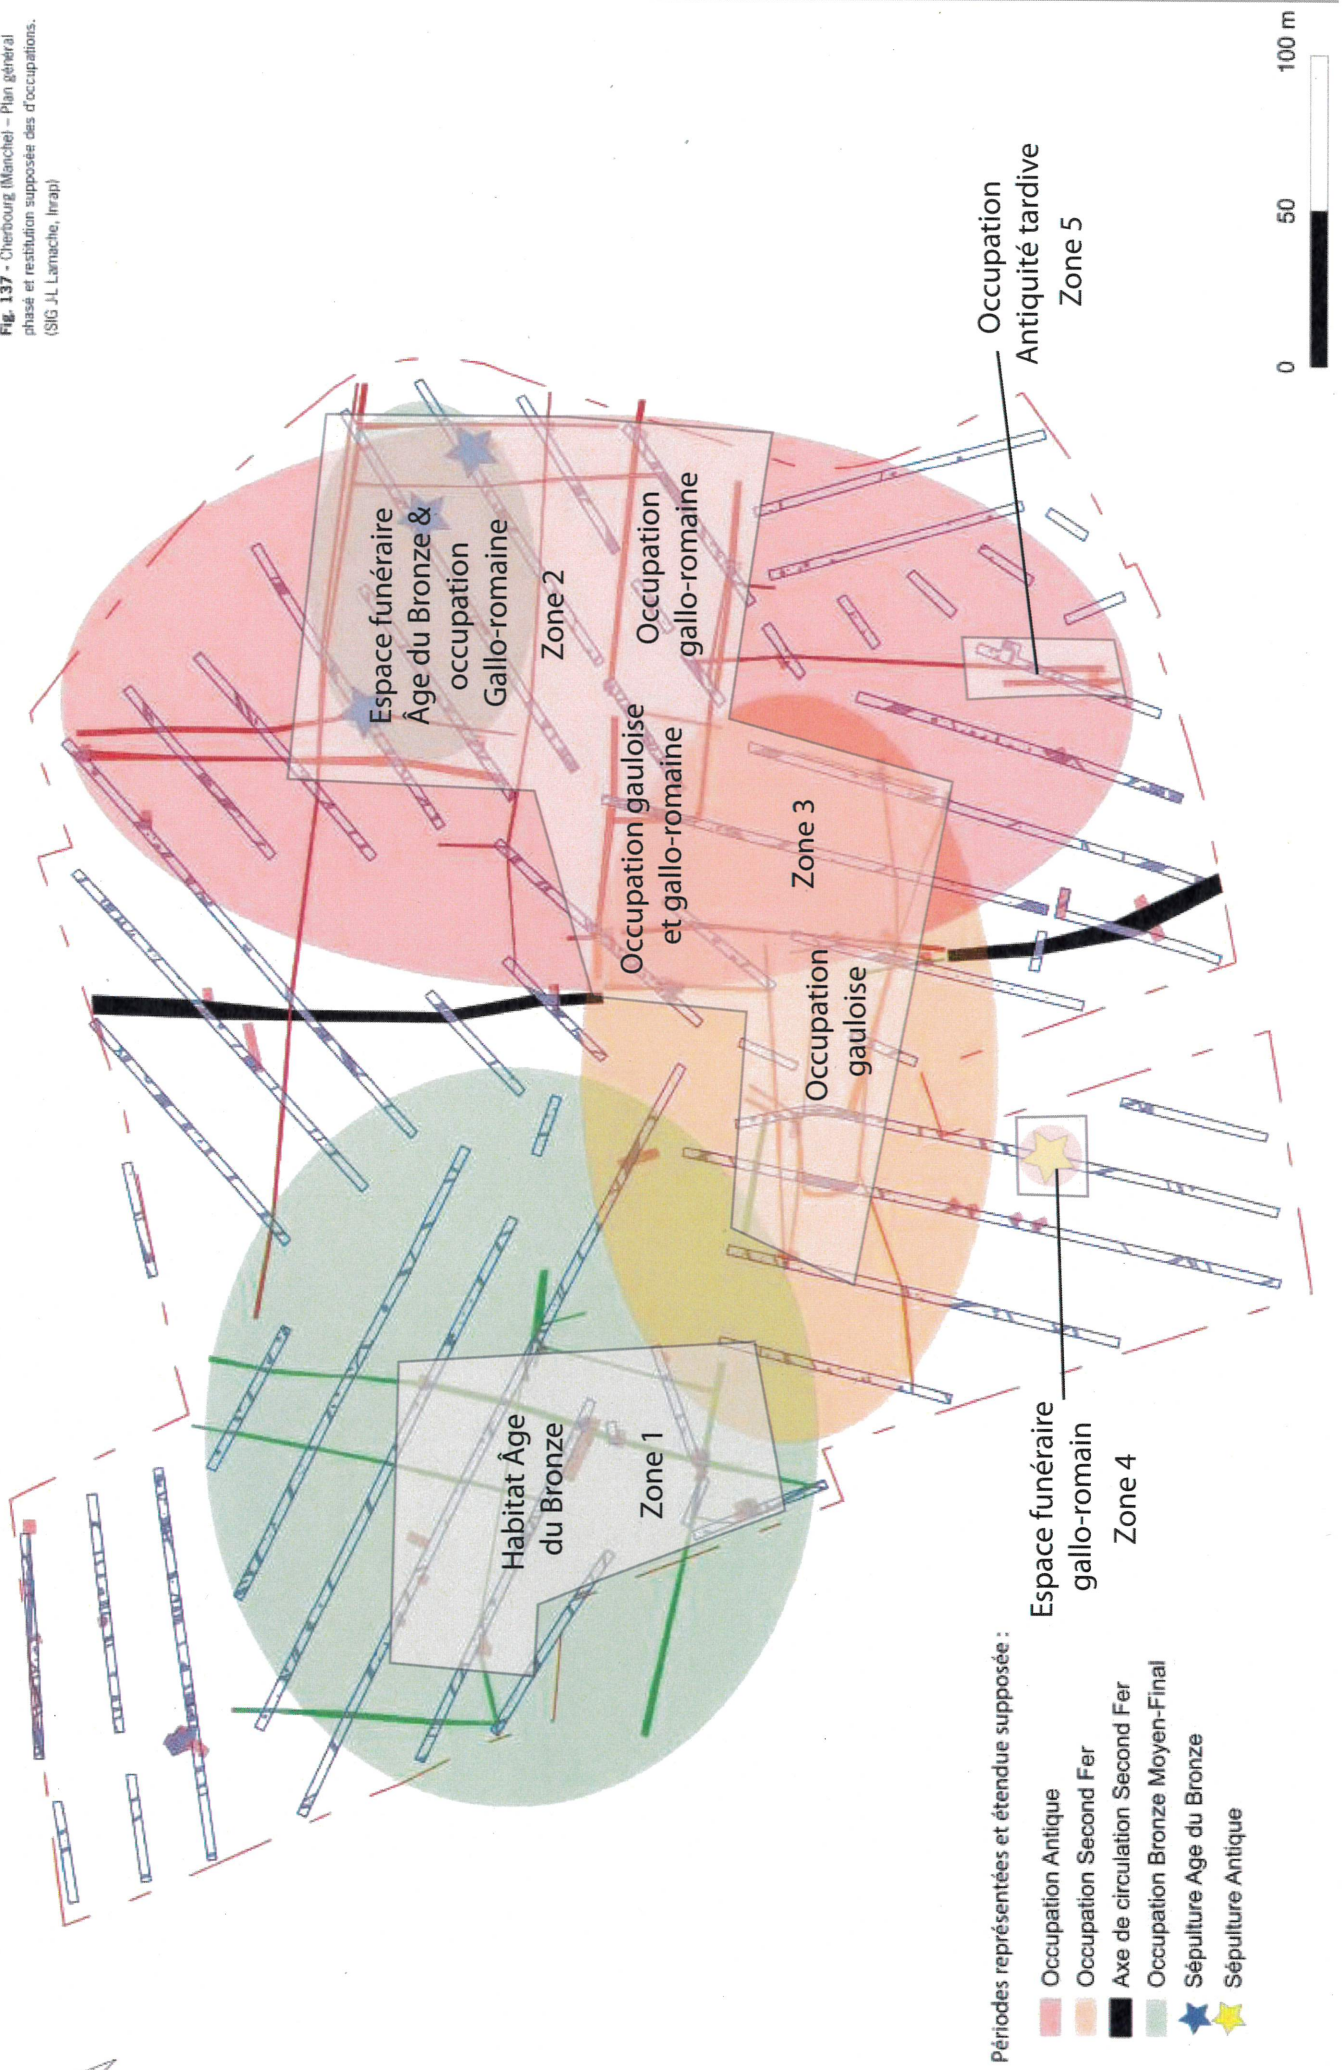 Fig. 137 - Cherbourg (Manche) – Plan général
phasé et restitution supposée des d'occupations.
(SIG J-L Lamache, Inrap)
Espace funéraire
Âge du Bronze &
occupation
Gallo-romaine
Zone 2
Occupation
gallo-romaine
Occupation gauloise
et gallo-romaine
Zone 3
Occupation
gauloise
Habitat Âge
du Bronze
Zone 1
Occupation
Antiquité tardive
Zone 5
Espace funéraire
gallo-romain
Zone 4
Périodes représentées et étendue supposée :
Occupation Antique
Occupation Second Fer
Axe de circulation Second Fer
Occupation Bronze Moyen-Final
Sépulture Age du Bronze
Sépulture Antique
0 50 100 m